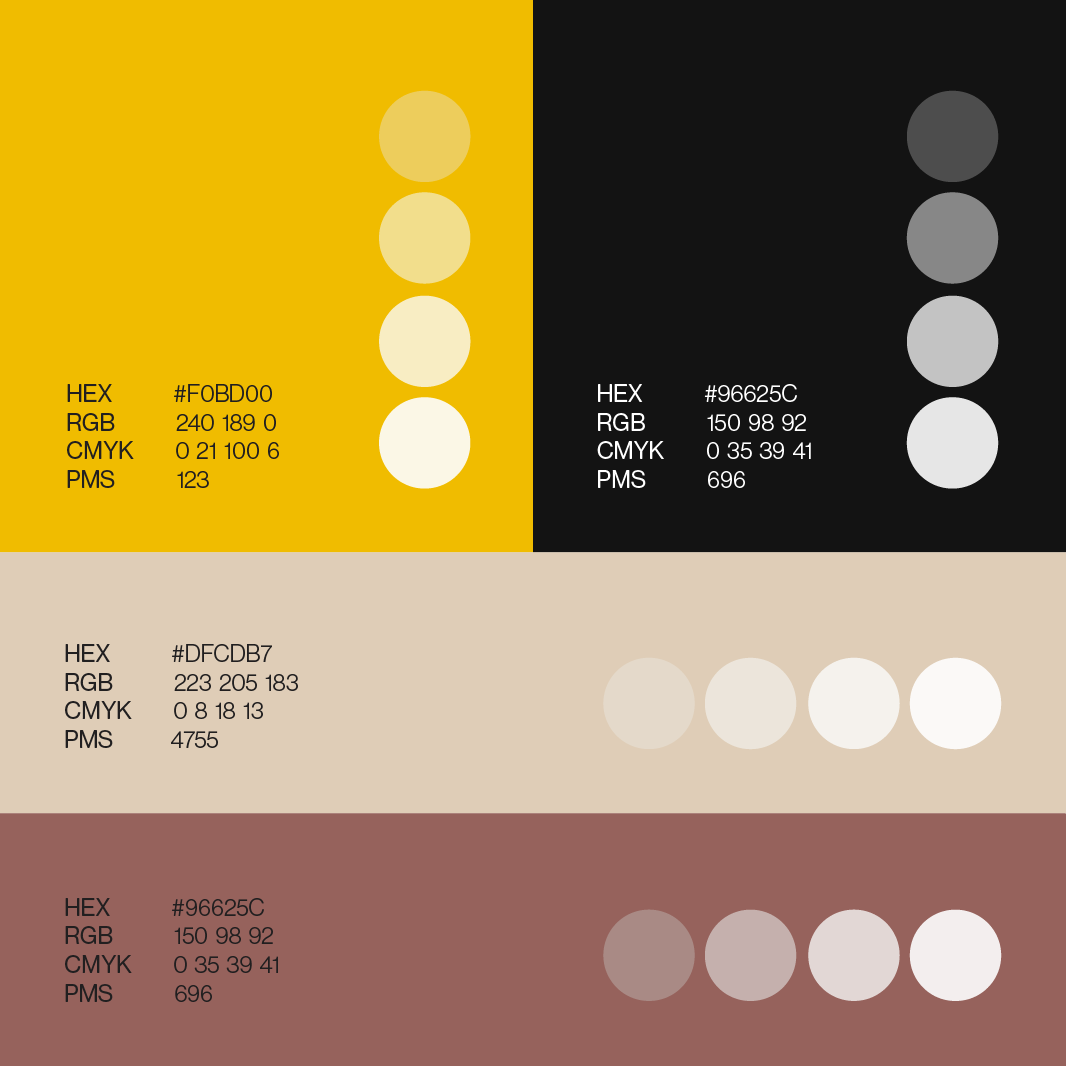 HEX #F0BD00
RGB 240 189 0
CMYK 0 21 100 6
PMS 123
HEX #96625C
RGB 150 98 92
CMYK 0 35 39 41
PMS 696
HEX #DFCDB7
RGB 223 205 183
CMYK 0 8 18 13
PMS 4755
HEX #96625C
RGB 150 98 92
CMYK 0 35 39 41
PMS 696